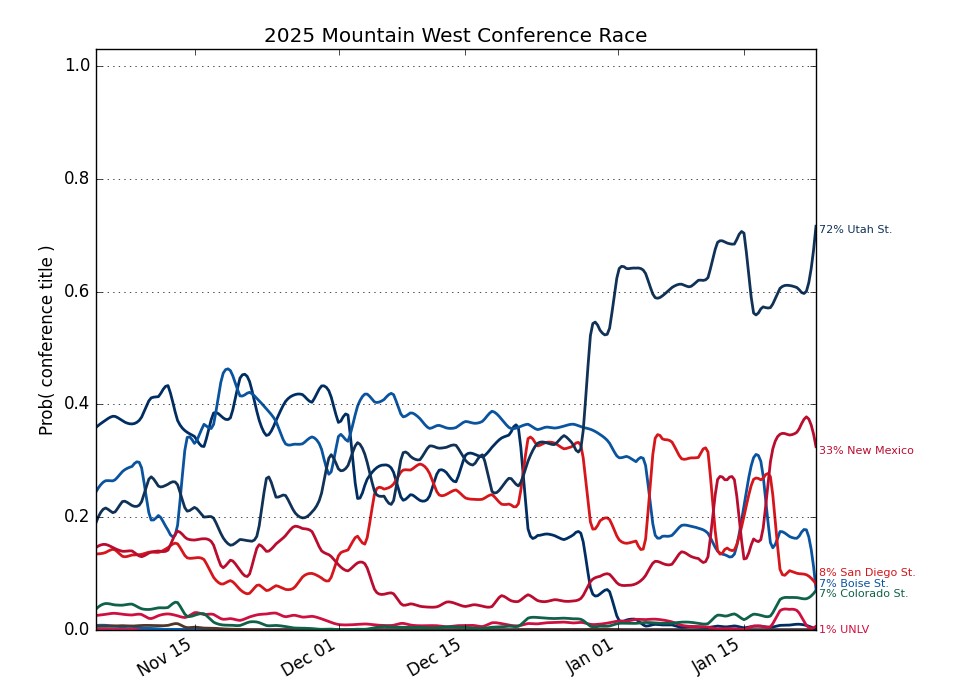 2025 Mountain West Conference Race
Prob( conference title )
1.0
0.8
0.6
0.4
0.2
0.0
Nov 15
Dec 01
Dec 15
Jan 01
Jan 15
72% Utah St.
33% New Mexico
8% San Diego St.
7% Boise St.
7% Colorado St.
1% UNLV